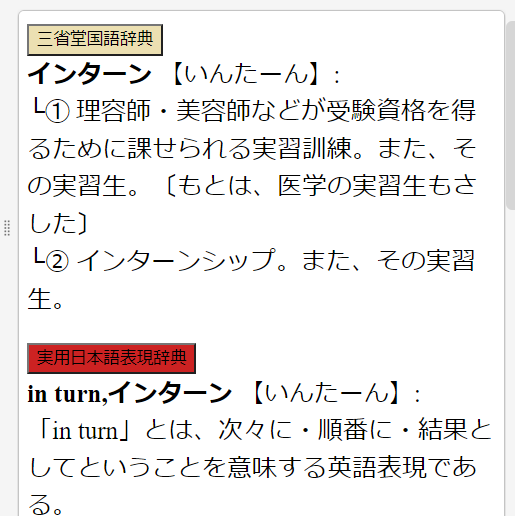 三省堂国語辞典
インターン 【いんたーん】:
└① 理容師・美容師などが受験資格を得
るために課せられる実習訓練。また、そ
の実習生。〔もとは、医学の実習生もさ
した〕
└② インターンシップ。また、その実習
生。
実用日本語表現辞典
in turn,インターン 【いんたーん】:
「in turn」とは、次々に・順番に・結果と
してということを意味する英語表現であ
る。